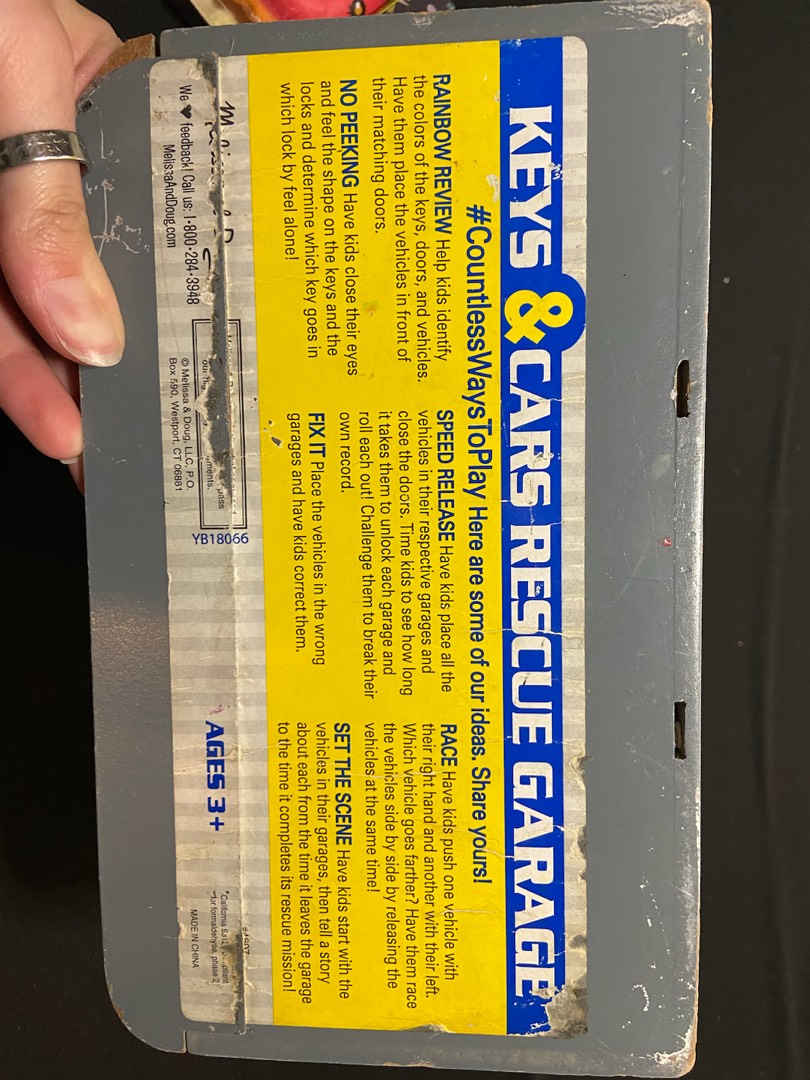 KEYS & CARS RESCUE GARAGE
#CountlessWaysToPlay Here are some of our ideas. Share yours!
RAINBOW REVIEW Help kids identify
the colors of the keys, doors, and vehicles.
Have them place the vehicles in front of
their matching doors.
NO PEEKING Have kids close their eyes
and feel the shape on the keys and the
locks and determine which key goes in
which lock by feel alone!
SPEED RELEASE Have kids place all the
vehicles in their respective garages and
close the doors. Time kids to see how long
it takes them to unlock each garage and
roll each out! Challenge them to break their
own record.
FIX IT Place the vehicles in the wrong
garages and have kids correct them.
RACE Have kids push one vehicle with
their right hand and another with their left.
Which vehicle goes farther? Have them race
the vehicles side by side by releasing the
vehicles at the same time!
SET THE SCENE Have kids start with the
vehicles in their garages, then tell a story
about each from the time it leaves the garage
to the time it completes its rescue mission!
We ♥ feedback! Call us: 1-800-284-3948
MelissaAndDoug.com
our
pass
ments.
© Melissa & Doug, LLC, P.O.
Box 590, Westport, CT 06881
YB18066
AGES 3+
*California
for formaldehyde, phase 2
MADE IN CHINA